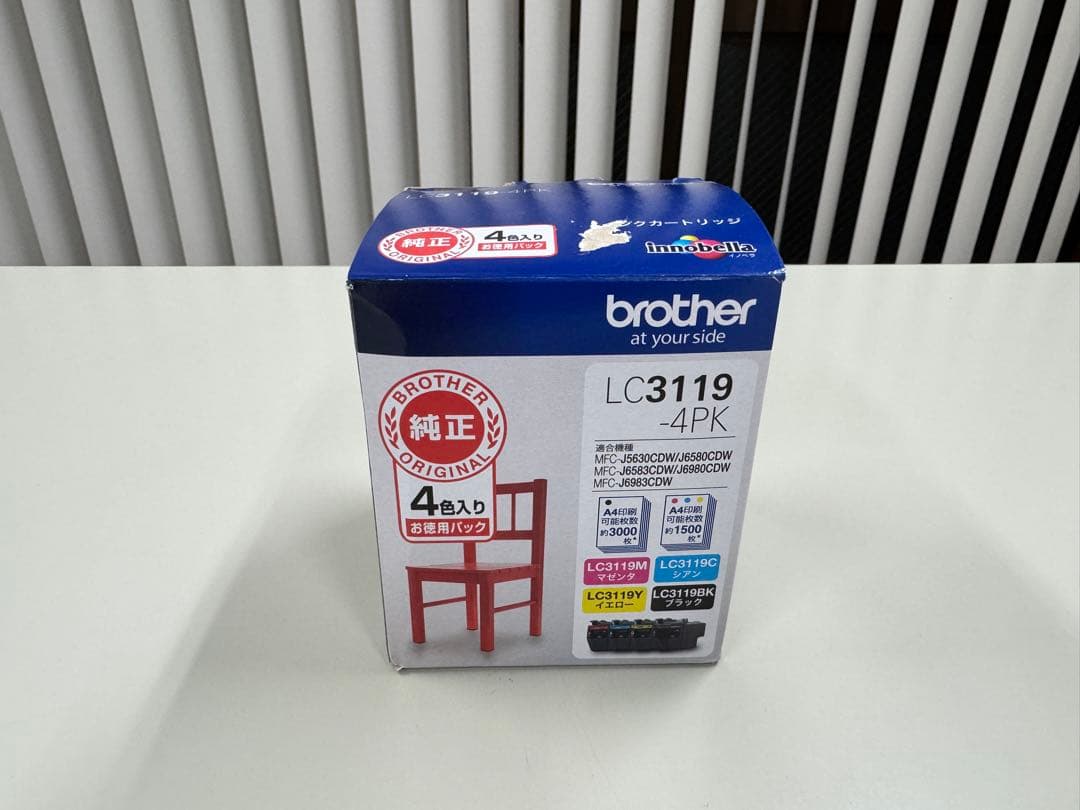 LC3119-4PK
BROTHER
純正
ORIGINAL
4色入り
お徳用パック
クカートリッジ
innobella
イノベラ
brother
at your side
BROTHER
純正
ORIGINAL
4色入り
お徳用パック
LC3119
-4PK
適合機種
MFC-J5630CDW/J6580CDW
MFC-J6583CDW/J6980CDW
MFC-J6983CDW
A4印刷
可能枚数
約3000
枚*
A4印刷
可能枚数
約1500
枚*
LC3119M
マゼンタ
LC3119C
シアン
LC3119Y
イエロー
LC3119BK
ブラック